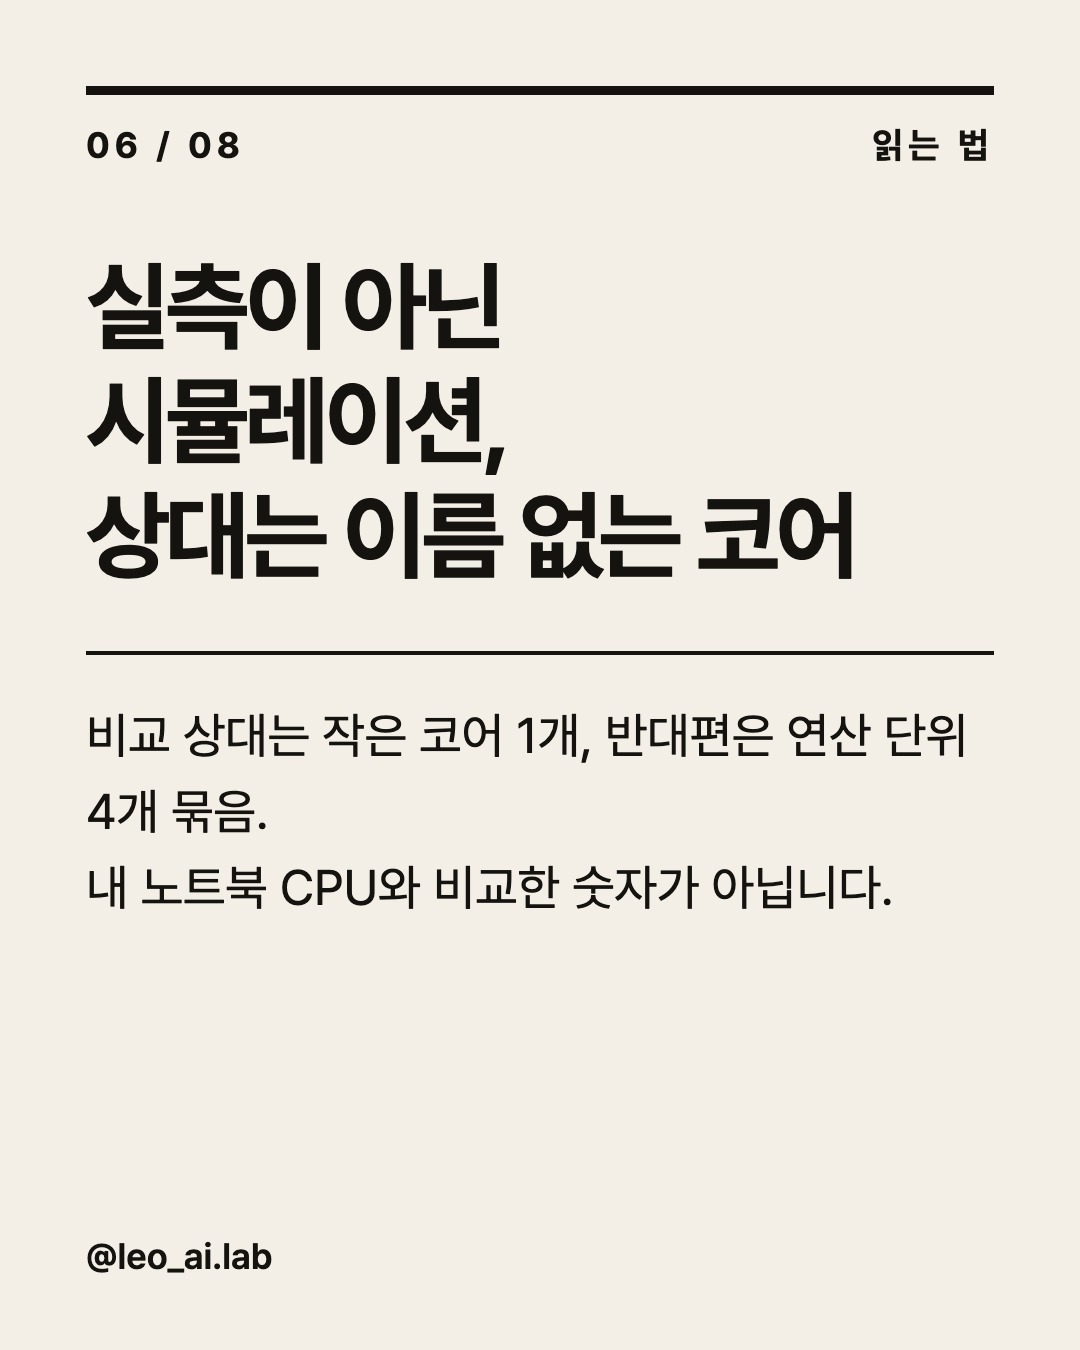 06 / 08
읽는 법
실측이 아닌
시뮬레이션,
상대는 이름 없는 코어
비교 상대는 작은 코어 1개, 반대편은 연산 단위
4개 묶음.
내 노트북 CPU와 비교한 숫자가 아닙니다.
@leo_ai.lab